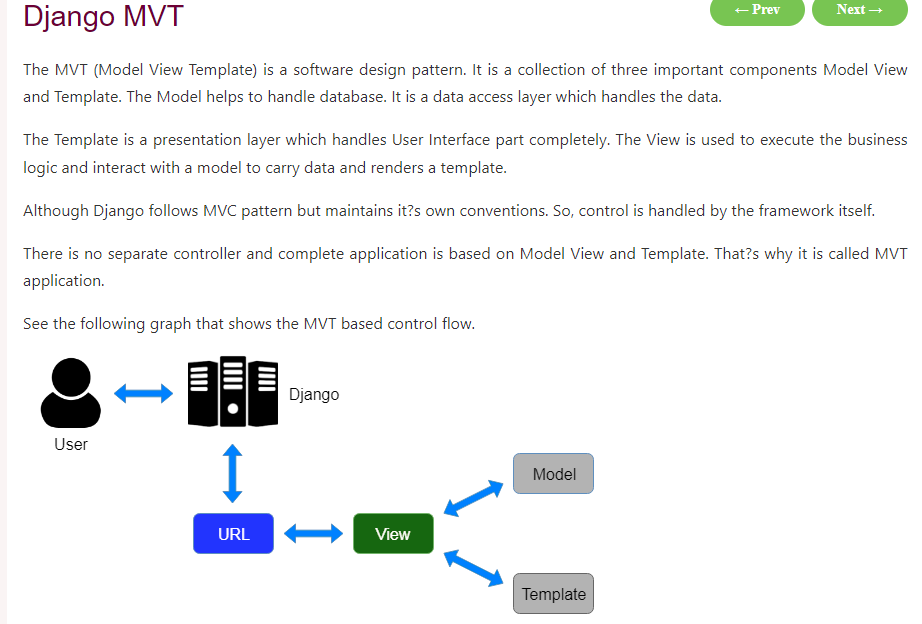 Django MVT
← Prev
Next →
The MVT (Model View Template) is a software design pattern. It is a collection of three important components Model View
and Template. The Model helps to handle database. It is a data access layer which handles the data.
The Template is a presentation layer which handles User Interface part completely. The View is used to execute the business
logic and interact with a model to carry data and renders a template.
Although Django follows MVC pattern but maintains it?s own conventions. So, control is handled by the framework itself.
There is no separate controller and complete application is based on Model View and Template. That?s why it is called MVT
application.
See the following graph that shows the MVT based control flow.
Django
User
Model
URL
View
Template